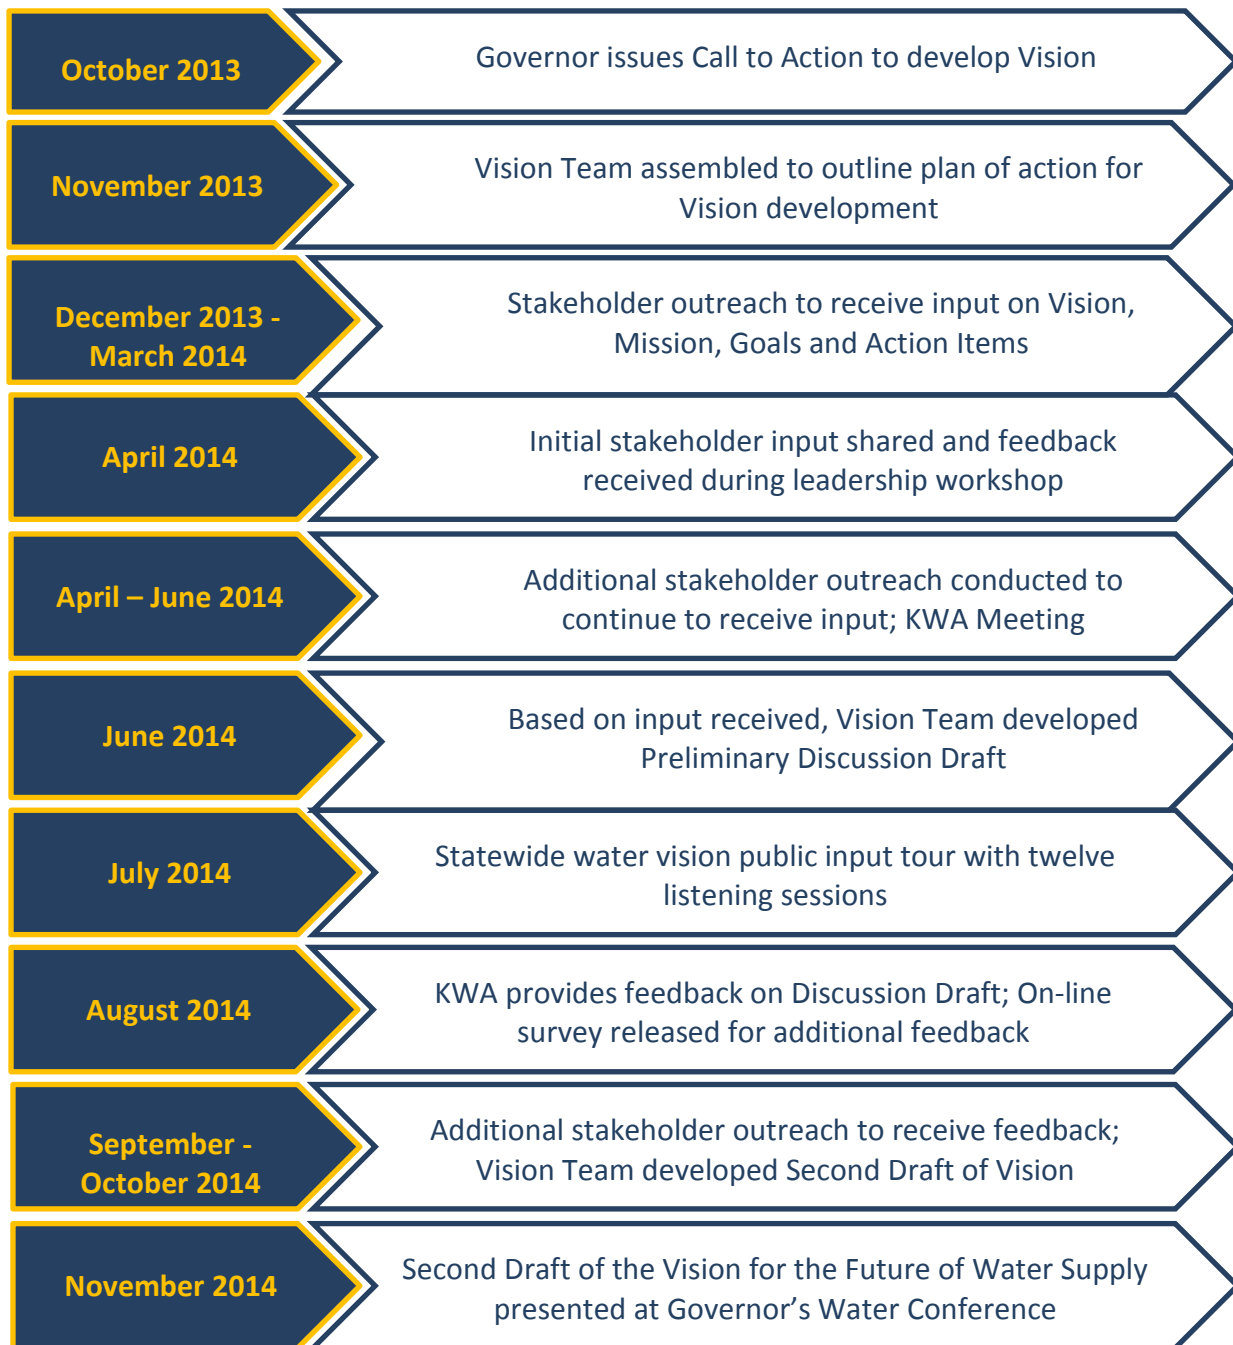 October 2013
Governor issues Call to Action to develop Vision
November 2013
Vision Team assembled to outline plan of action for
Vision development
December 2013 -
March 2014
Stakeholder outreach to receive input on Vision,
Mission, Goals and Action Items
April 2014
Initial stakeholder input shared and feedback
received during leadership workshop
April – June 2014
Additional stakeholder outreach conducted to
continue to receive input; KWA Meeting
June 2014
Based on input received, Vision Team developed
Preliminary Discussion Draft
July 2014
Statewide water vision public input tour with twelve
listening sessions
August 2014
KWA provides feedback on Discussion Draft; On-line
survey released for additional feedback
September -
October 2014
Additional stakeholder outreach to receive feedback;
Vision Team developed Second Draft of Vision
November 2014
Second Draft of the Vision for the Future of Water Supply
presented at Governor’s Water Conference